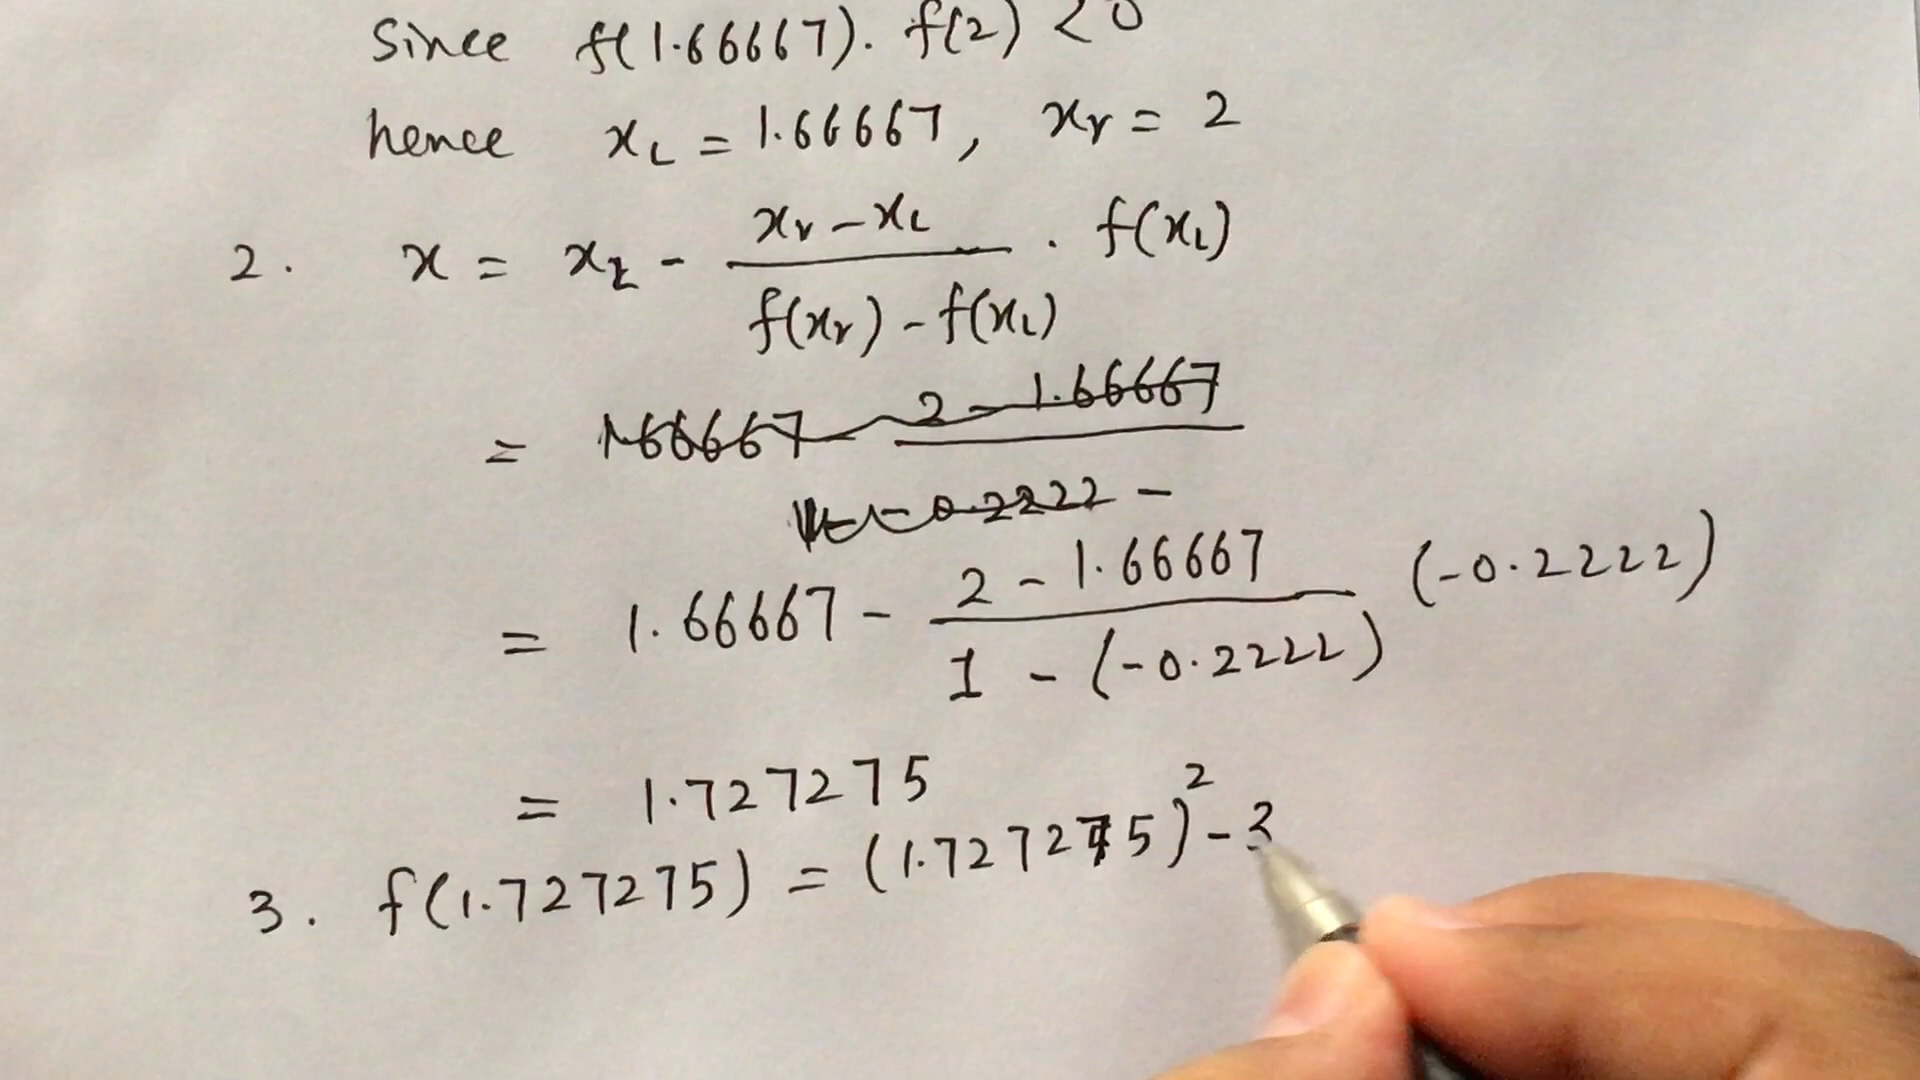 Since f(1.66667). f(2) < 0
hence x_L = 1.66667, x_r = 2
2. x = x_L - (x_r - x_L) / (f(x_r) - f(x_L)) . f(x_L)
= 1.66667 - (2 - 1.66667) / (-0.2222 -
= 1.66667 - (2 - 1.66667) / (1 - (-0.2222)) (-0.2222)
= 1.727275
3. f(1.727275) = (1.727275)² - 3